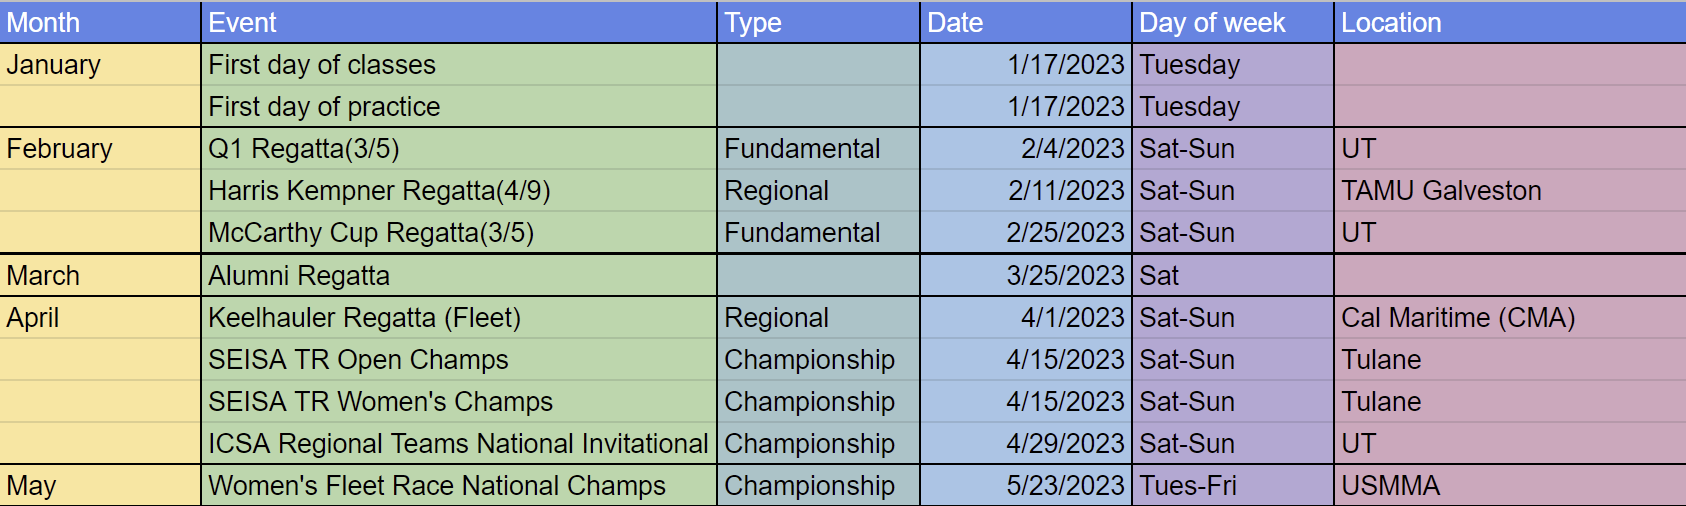 Month Event Type Date Day of week Location
January First day of classes 1/17/2023 Tuesday
First day of practice 1/17/2023 Tuesday
February Q1 Regatta(3/5) Fundamental 2/4/2023 Sat-Sun UT
Harris Kempner Regatta(4/9) Regional 2/11/2023 Sat-Sun TAMU Galveston
McCarthy Cup Regatta(3/5) Fundamental 2/25/2023 Sat-Sun UT
March Alumni Regatta 3/25/2023 Sat
April Keelhauler Regatta (Fleet) Regional 4/1/2023 Sat-Sun Cal Maritime (CMA)
SEISA TR Open Champs Championship 4/15/2023 Sat-Sun Tulane
SEISA TR Women's Champs Championship 4/15/2023 Sat-Sun Tulane
ICSA Regional Teams National Invitational Championship 4/29/2023 Sat-Sun UT
May Women's Fleet Race National Champs Championship 5/23/2023 Tues-Fri USMMA